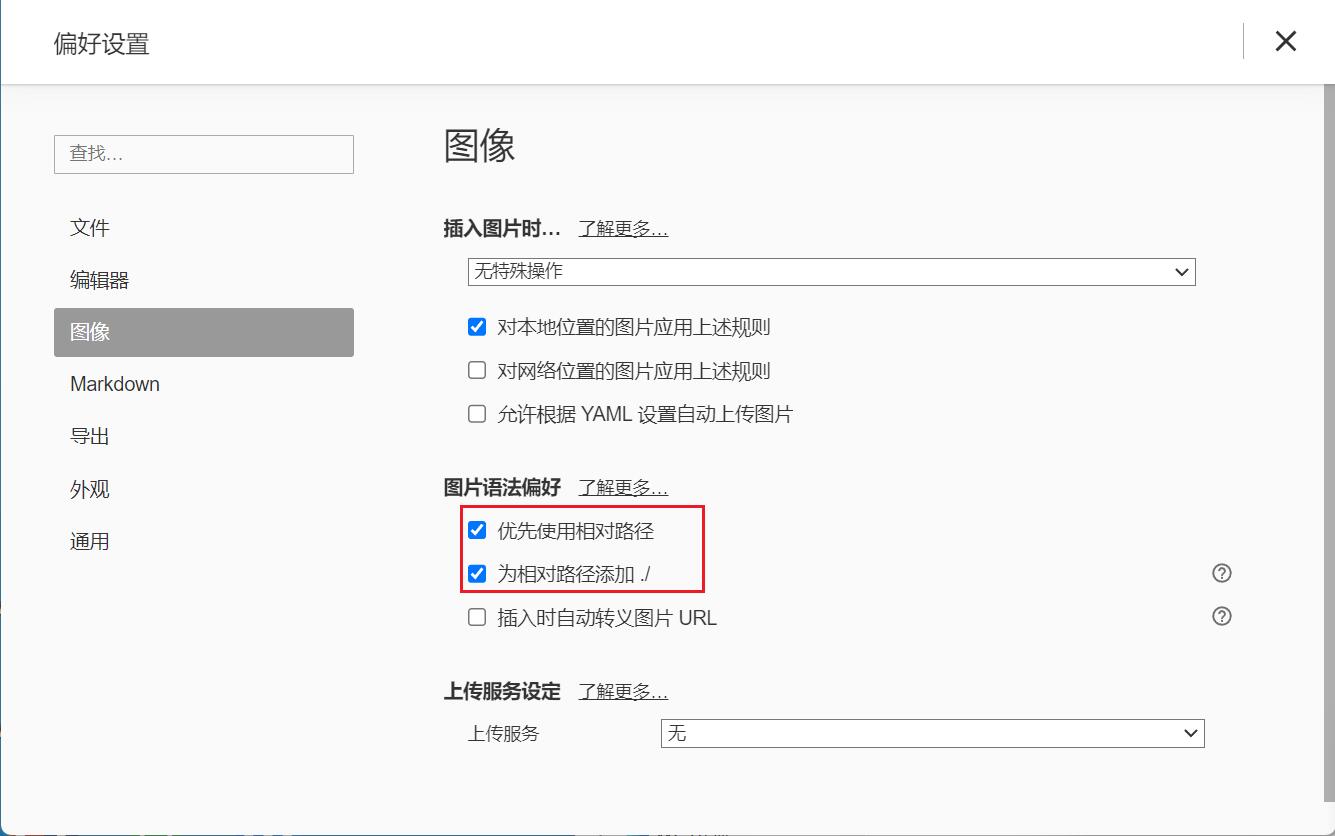 偏好设置
查找...
文件
编辑器
图像
Markdown
导出
外观
通用
图像
插入图片时... 了解更多...
无特殊操作
对本地位置的图片应用上述规则
对网络位置的图片应用上述规则
允许根据 YAML 设置自动上传图片
图片语法偏好 了解更多...
优先使用相对路径
为相对路径添加 ./
插入时自动转义图片 URL
上传服务设定 了解更多...
上传服务 无